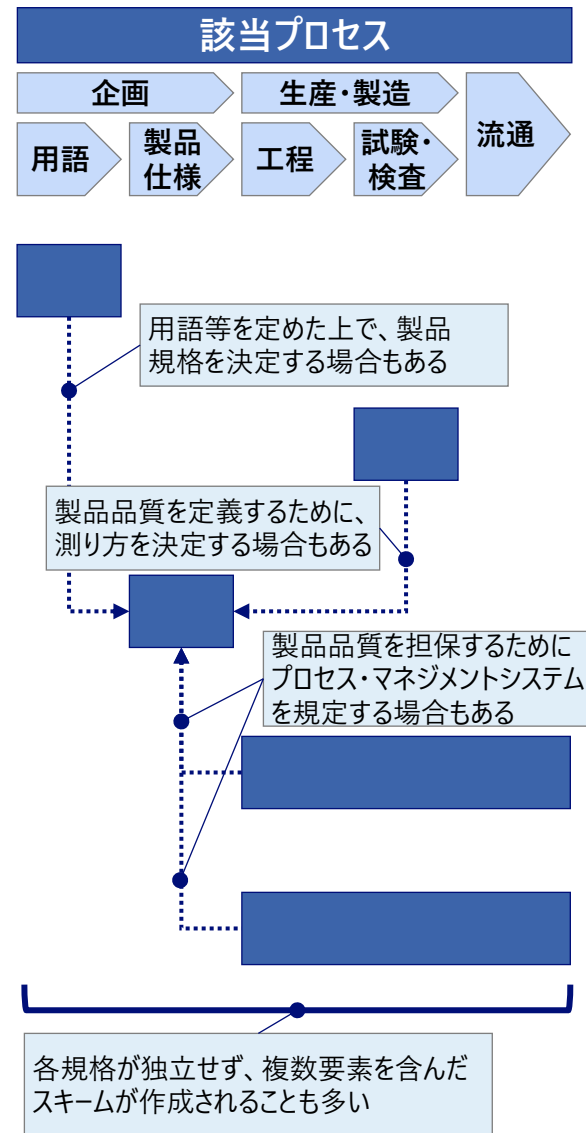 該当プロセス
企画
生産・製造
流通
用語
製品
仕様
工程
試験・
検査
用語等を定めた上で、製品
規格を決定する場合もある
製品品質を定義するために、
測り方を決定する場合もある
製品品質を担保するために
プロセス・マネジメントシステム
を規定する場合もある
各規格が独立せず、複数要素を含んだ
スキームが作成されることも多い